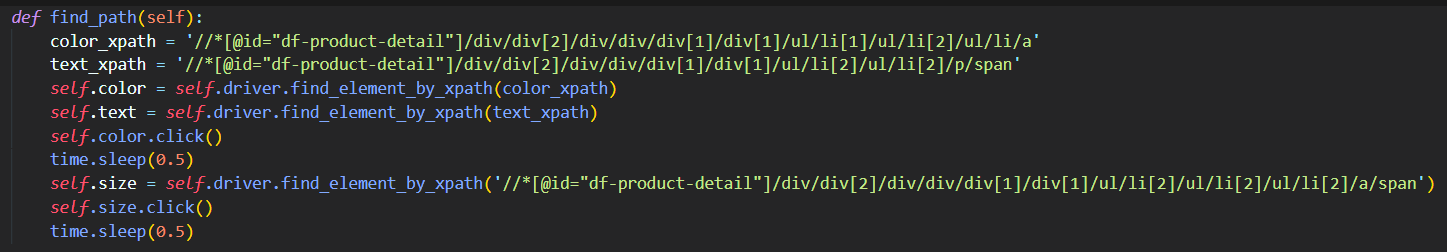 def find_path(self):
    color_xpath = '//*[@id="df-product-detail"]/div/div[2]/div/div/div[1]/div[1]/ul/li[1]/ul/li[2]/ul/li/a'
    text_xpath = '//*[@id="df-product-detail"]/div/div[2]/div/div/div[1]/div[1]/ul/li[2]/ul/li[2]/p/span'
    self.color = self.driver.find_element_by_xpath(color_xpath)
    self.text = self.driver.find_element_by_xpath(text_xpath)
    self.color.click()
    time.sleep(0.5)
    self.size = self.driver.find_element_by_xpath('//*[@id="df-product-detail"]/div/div[2]/div/div/div[1]/div[1]/ul/li[2]/ul/li[2]/ul/li[2]/a/span')
    self.size.click()
    time.sleep(0.5)